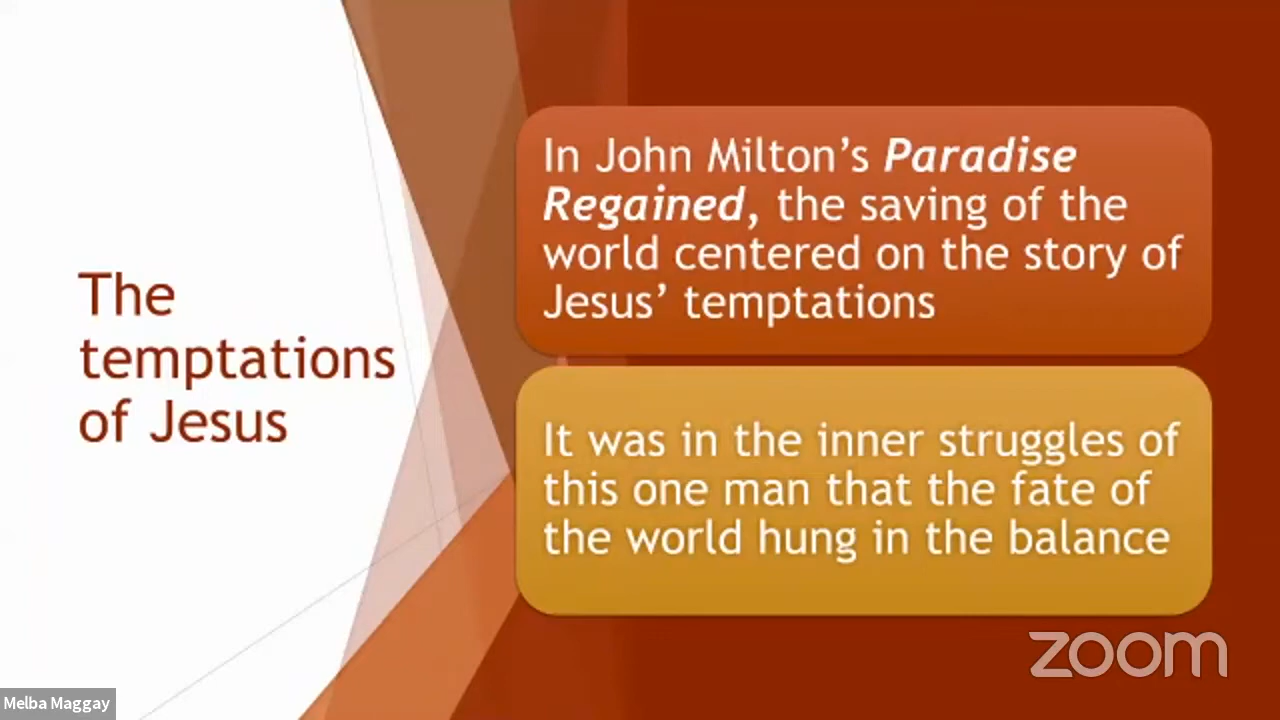 The
temptations
of Jesus
In John Milton’s Paradise
Regained, the saving of the
world centered on the story of
Jesus’ temptations
It was in the inner struggles of
this one man that the fate of
the world hung in the balance
zoom
Melba Maggay